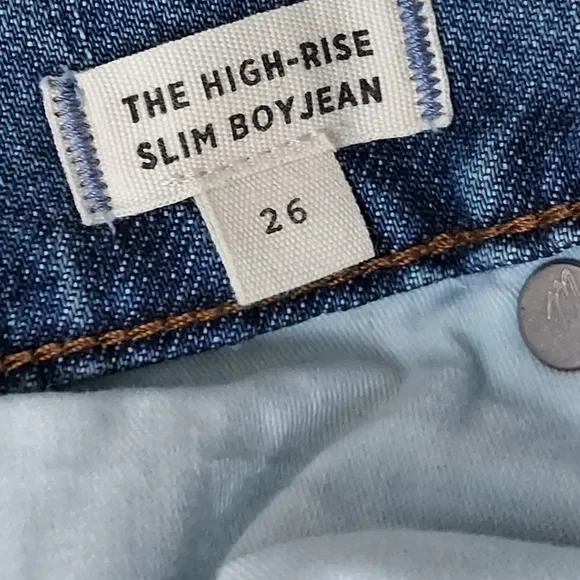 THE HIGH-RISE
SLIM BOYJEAN
26